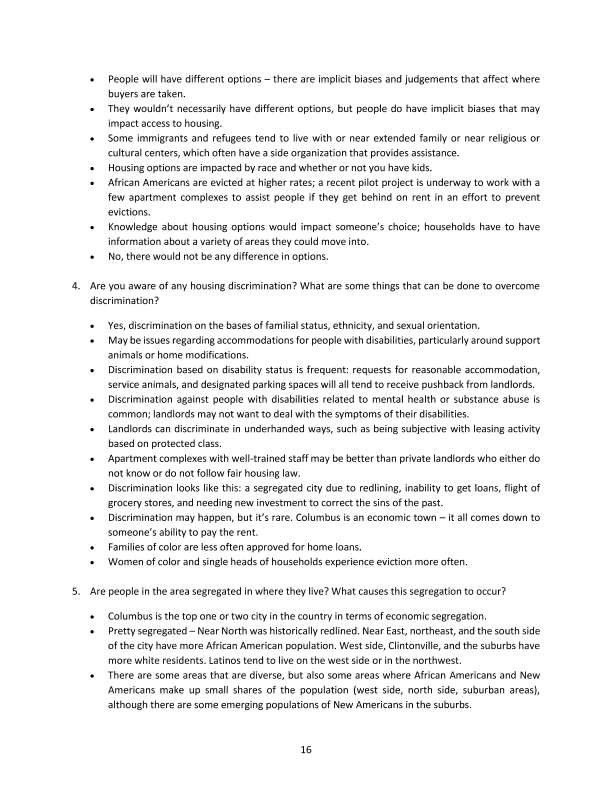 • People will have different options – there are implicit biases and judgements that affect where
buyers are taken.
• They wouldn’t necessarily have different options, but people do have implicit biases that may
impact access to housing.
• Some immigrants and refugees tend to live with or near extended family or near religious or
cultural centers, which often have a side organization that provides assistance.
• Housing options are impacted by race and whether or not you have kids.
• African Americans are evicted at higher rates; a recent pilot project is underway to work with a
few apartment complexes to assist people if they get behind on rent in an effort to prevent
evictions.
• Knowledge about housing options would impact someone’s choice; households have to have
information about a variety of areas they could move into.
• No, there would not be any difference in options.
4. Are you aware of any housing discrimination? What are some things that can be done to overcome
discrimination?
• Yes, discrimination on the bases of familial status, ethnicity, and sexual orientation.
• May be issues regarding accommodations for people with disabilities, particularly around support
animals or home modifications.
• Discrimination based on disability status is frequent: requests for reasonable accommodation,
service animals, and designated parking spaces will all tend to receive pushback from landlords.
• Discrimination against people with disabilities related to mental health or substance abuse is
common; landlords may not want to deal with the symptoms of their disabilities.
• Landlords can discriminate in underhanded ways, such as being subjective with leasing activity
based on protected class.
• Apartment complexes with well-trained staff may be better than private landlords who either do
not know or do not follow fair housing law.
• Discrimination looks like this: a segregated city due to redlining, inability to get loans, flight of
grocery stores, and needing new investment to correct the sins of the past.
• Discrimination may happen, but it’s rare. Columbus is an economic town – it all comes down to
someone’s ability to pay the rent.
• Families of color are less often approved for home loans.
• Women of color and single heads of households experience eviction more often.
5. Are people in the area segregated in where they live? What causes this segregation to occur?
• Columbus is the top one or two city in the country in terms of economic segregation.
• Pretty segregated – Near North was historically redlined. Near East, northeast, and the south side
of the city have more African American population. West side, Clintonville, and the suburbs have
more white residents. Latinos tend to live on the west side or in the northwest.
• There are some areas that are diverse, but also some areas where African Americans and New
Americans make up small shares of the population (west side, north side, suburban areas),
although there are some emerging populations of New Americans in the suburbs.
16